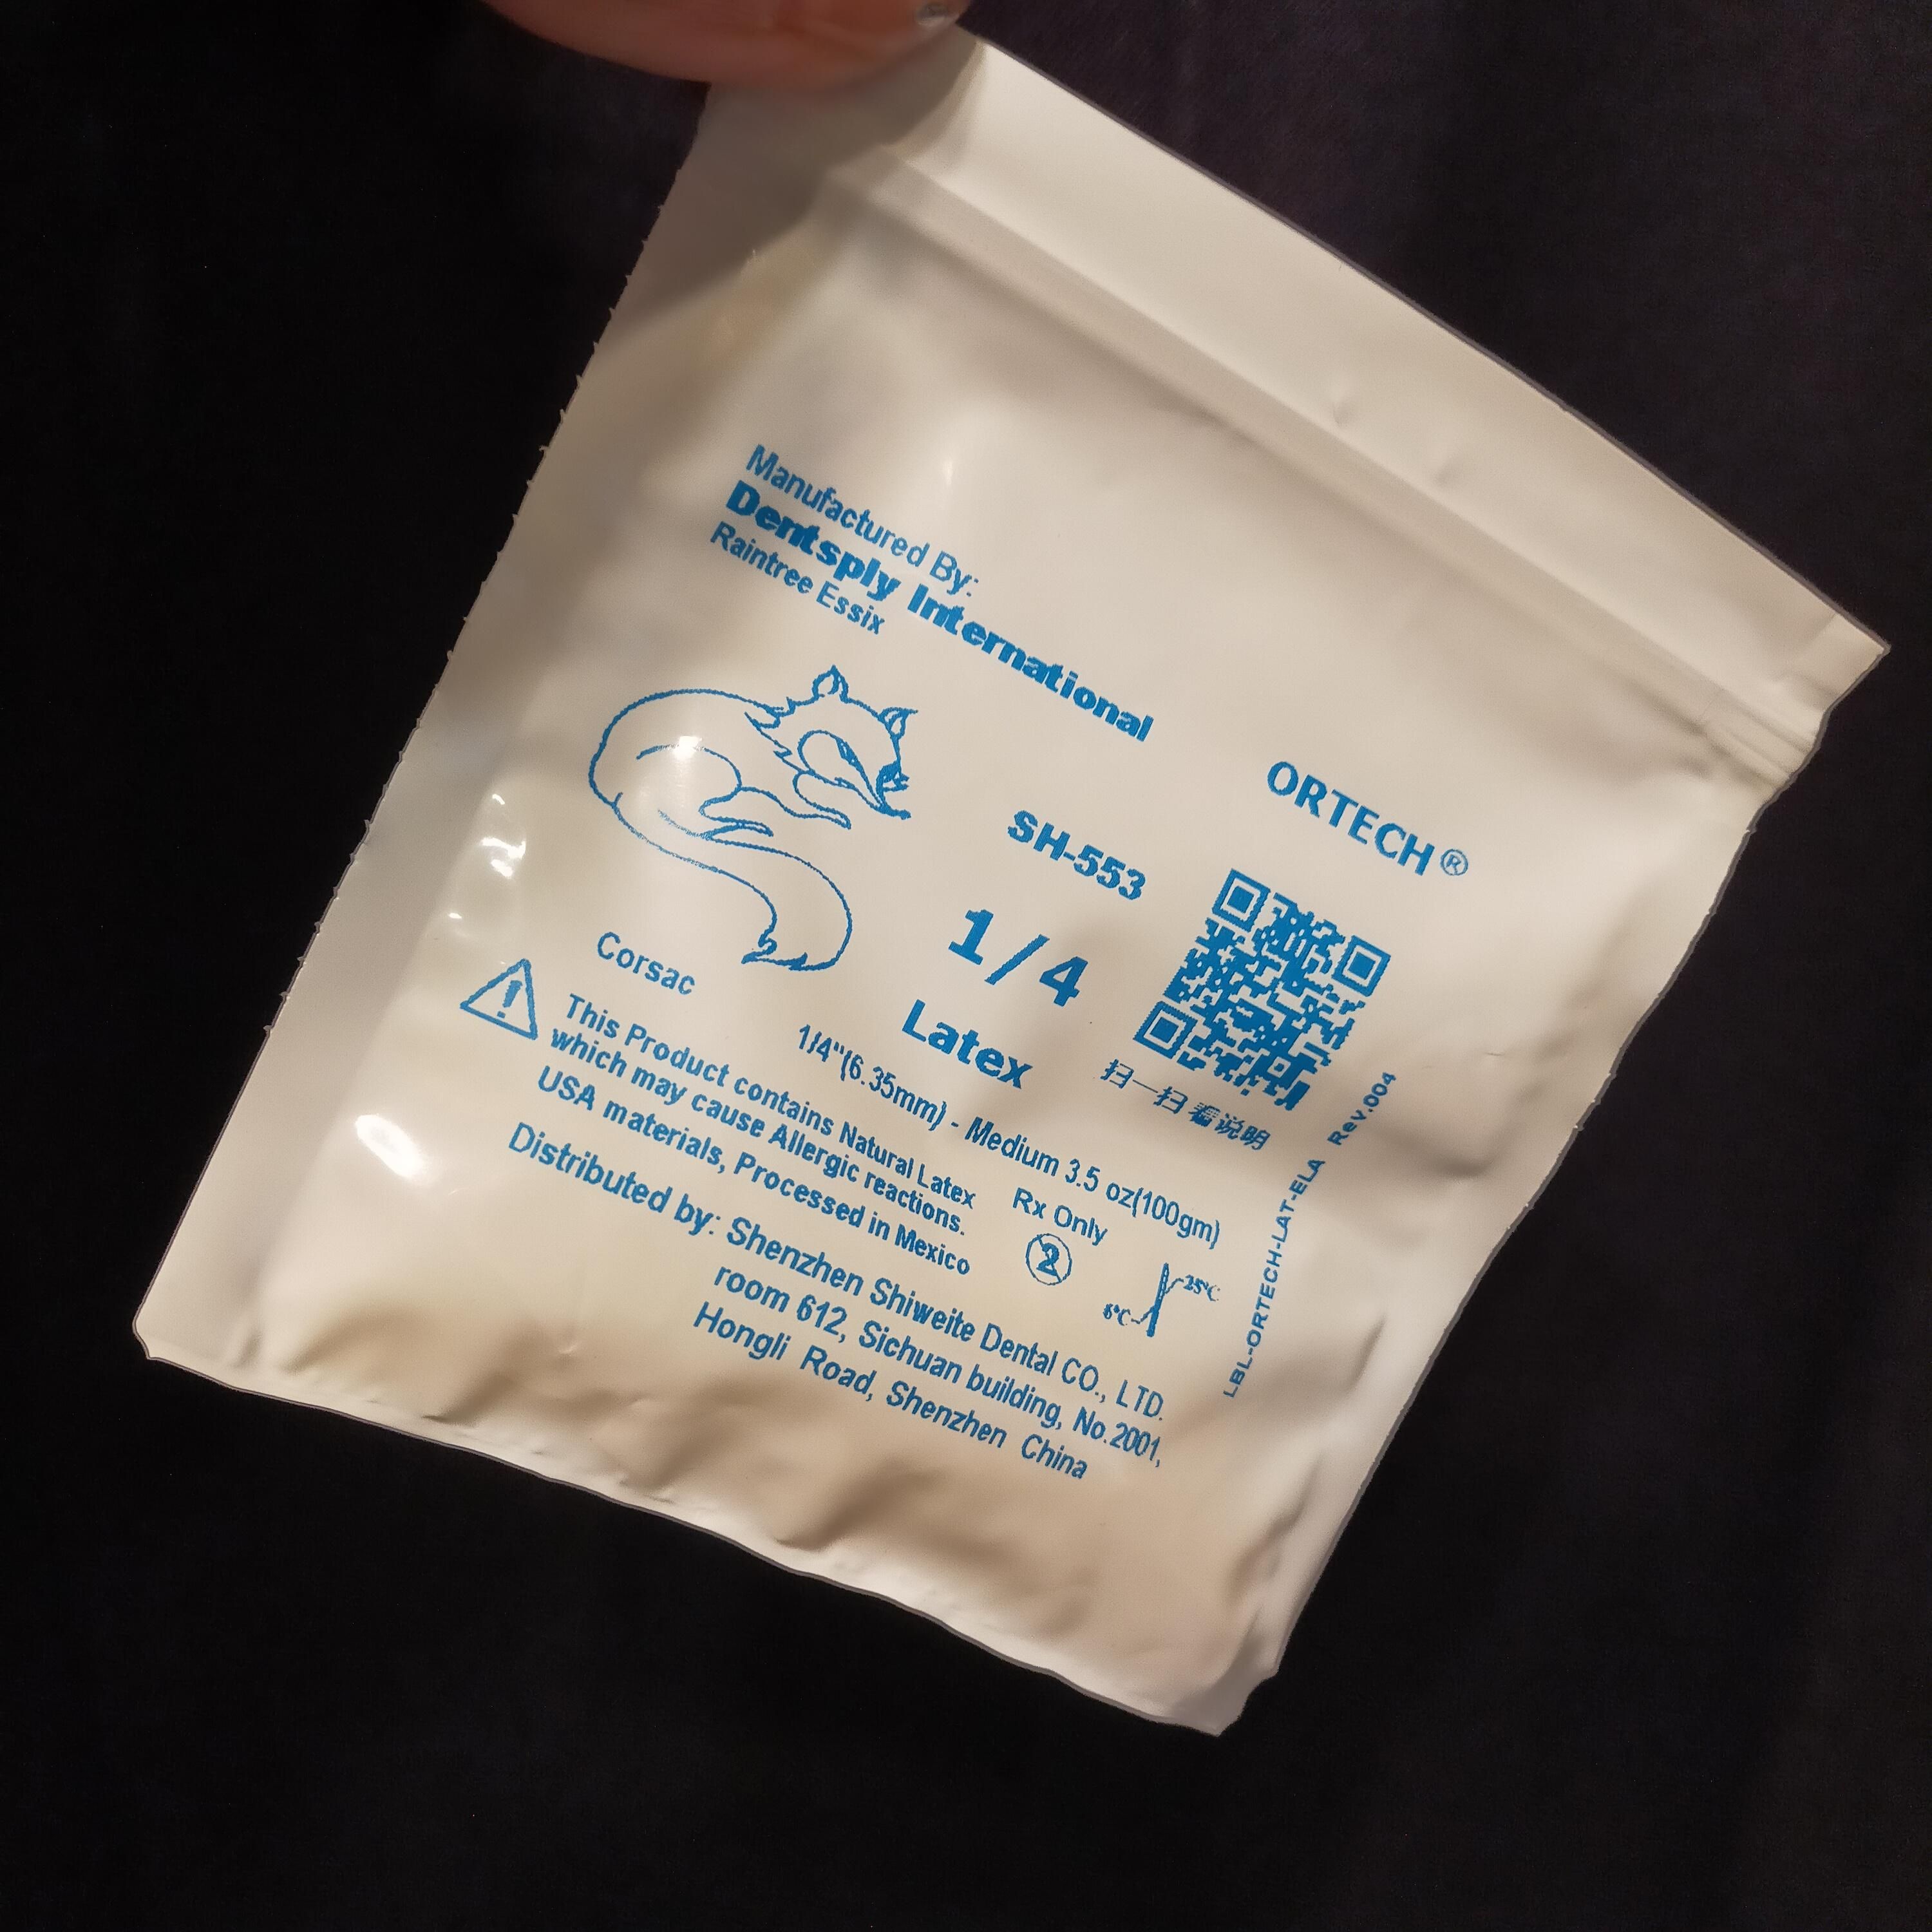 Manufactured By:
Dentsply International
Raintree Essix
ORTECH®
SH-553
1/4
Latex
Corsac
扫一扫 看说明
1/4"(6.35mm) - Medium 3.5 oz(100gm)
This Product contains Natural Latex
which may cause Allergic reactions.
USA materials, Processed in Mexico
Rx Only
2
25°C
6°C
Distributed by: Shenzhen Shiweite Dental CO., LTD.
room 612, Sichuan building, No.2001,
Hongli Road, Shenzhen China
LBL-ORTECH-LAT-ELA Rev.004